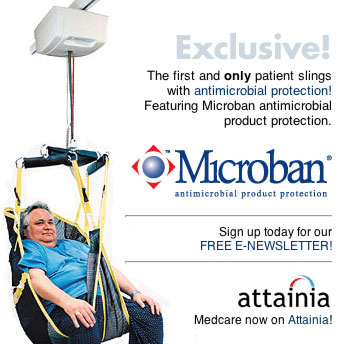 Exclusive!
The first and only patient slings
with antimicrobial protection!
Featuring Microban antimicrobial
product protection.
™Microban®
antimicrobial product protection
Sign up today for our
FREE E-NEWSLETTER!
attainia
Medcare now on Attainia!